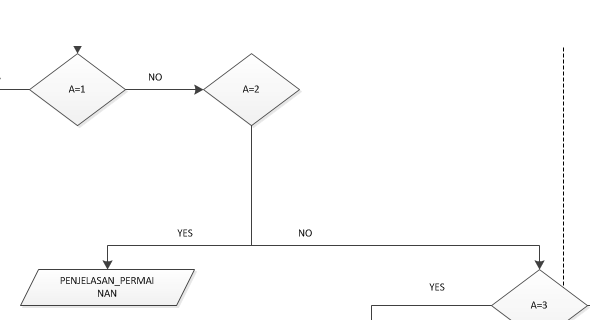 A=1
NO
A=2
YES
NO
PENJELASAN_PERMAI
NAN
YES
A=3